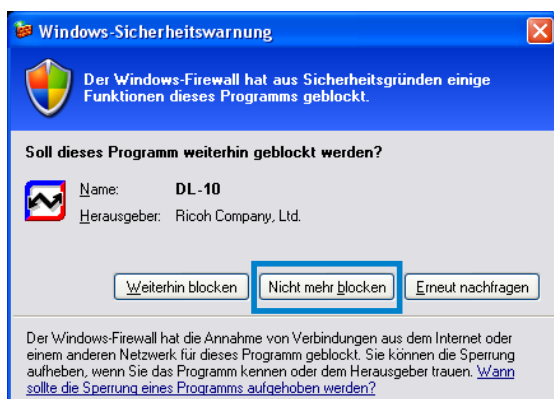 Windows-Sicherheitswarnung
Der Windows-Firewall hat aus Sicherheitsgründen einige
Funktionen dieses Programms geblockt.
Soll dieses Programm weiterhin geblockt werden?
Name: DL-10
Herausgeber: Ricoh Company, Ltd.
Weiterhin blocken Nicht mehr blocken Erneut nachfragen
Der Windows-Firewall hat die Annahme von Verbindungen aus dem Internet oder
einem anderen Netzwerk für dieses Programm geblockt. Sie können die Sperrung
aufheben, wenn Sie das Programm kennen oder dem Herausgeber trauen. Wann
sollte die Sperrung eines Programms aufgehoben werden?